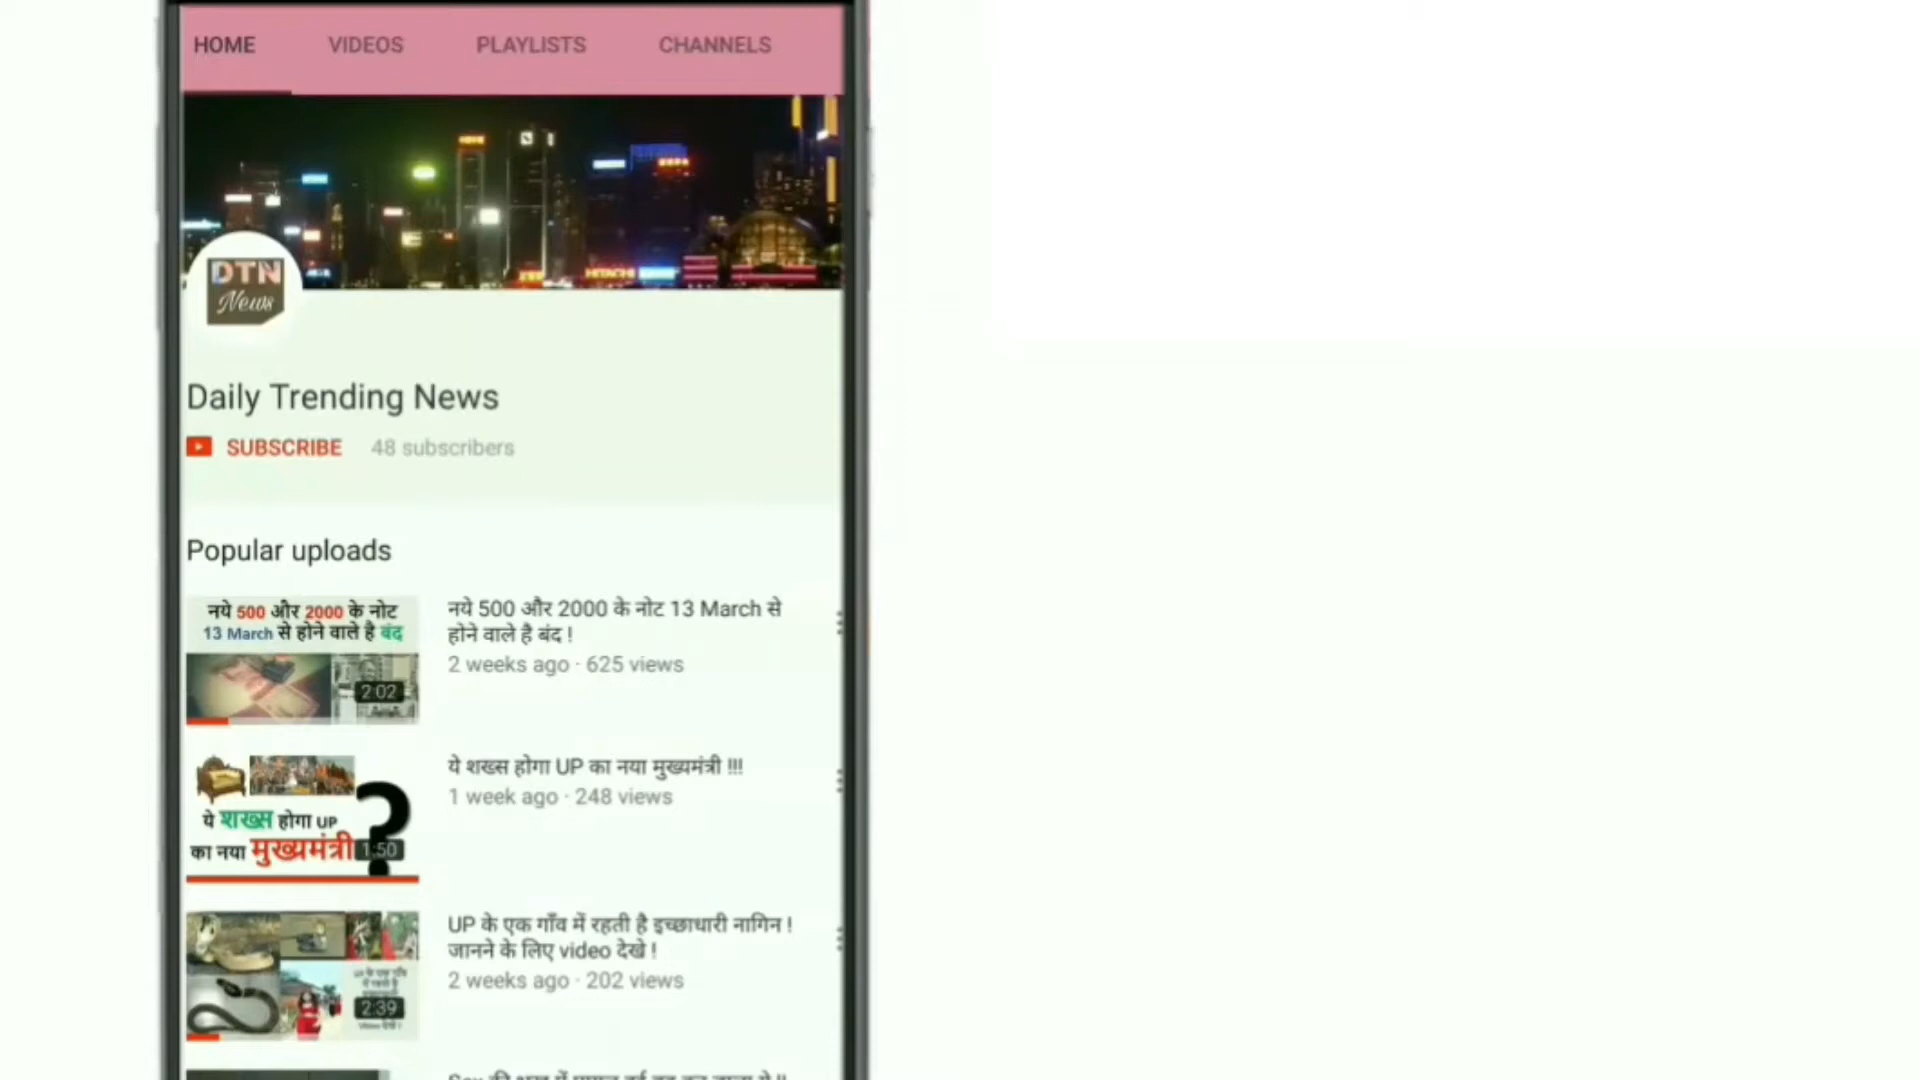 HOME VIDEOS PLAYLISTS CHANNELS
HITACHI
DTN
News
Daily Trending News
SUBSCRIBE 48 subscribers
Popular uploads
नये 500 और 2000 के नोट
13 March से होने वाले है बंद
2:02
नये 500 और 2000 के नोट 13 March से
होने वाले है बंद !
2 weeks ago · 625 views
ये शख्स होगा UP
का नया मुख्यमंत्री
?
1:50
ये शख्स होगा UP का नया मुख्यमंत्री !!!
1 week ago · 248 views
2:39
UP के एक गाँव में रहती है इच्छाधारी नागिन !
जानने के लिए video देखे !
2 weeks ago · 202 views